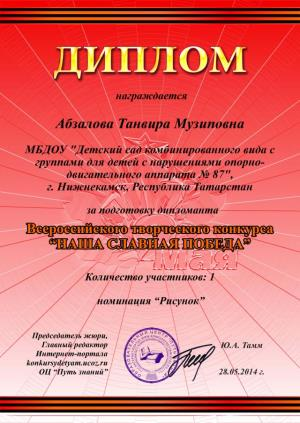 ДИПЛОМ
награждается
Абзалова Танвира Музиповна
МБДОУ "Детский сад комбинированного вида с
группами для детей с нарушениями опорно-
двигательного аппарата № 87",
г. Нижнекамск, Республика Татарстан
за подготовку дипломанта
Всероссийского творческого конкурса
"НАША СЛАВНАЯ ПОБЕДА"
мая
Количество участников: 1
номинация "Рисунок"
Председатель жюри,
Главный редактор
Интернет-портала
konkursydetyam.ucoz.ru
ОЦ "Путь знаний"
Ю.А. Тамм
28.05.2014 г.